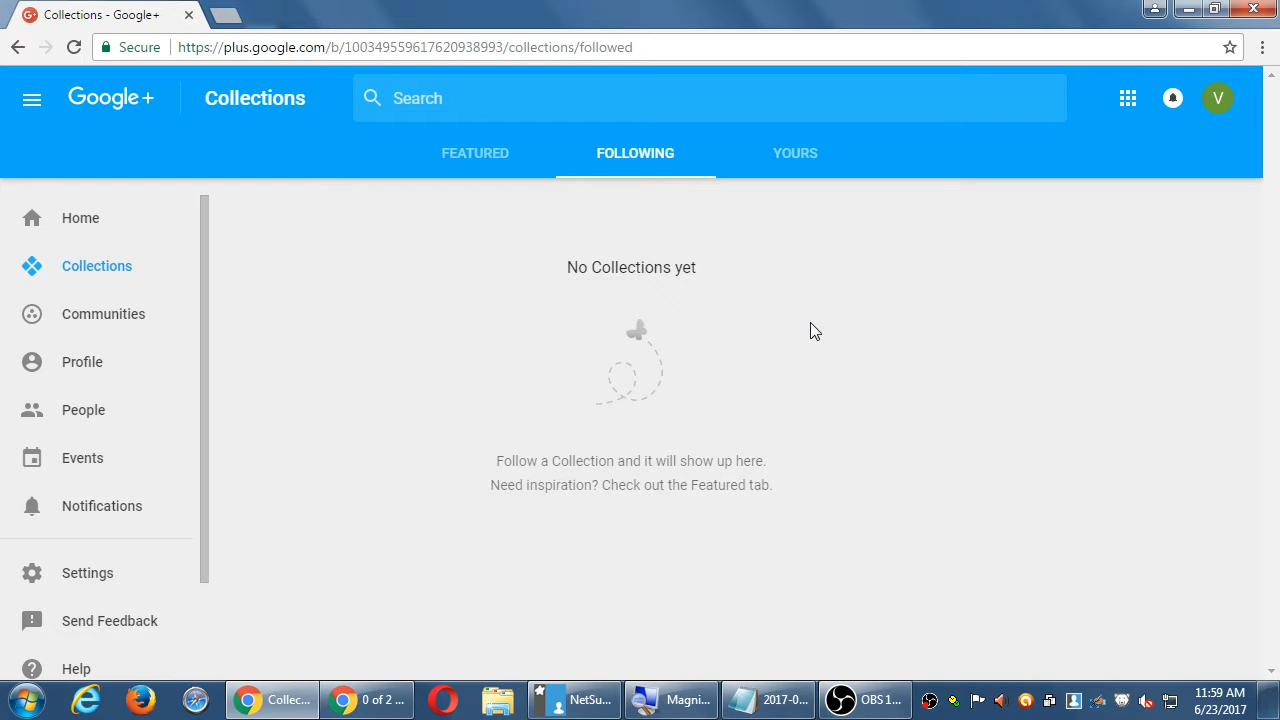 Collections - Google+
Secure
https://plus.google.com/b/100349559617620938993/collections/followed
Google+
Collections
Search
V
FEATURED
FOLLOWING
YOURS
Home
Collections
Communities
Profile
People
Events
Notifications
Settings
Send Feedback
Help
No Collections yet
Follow a Collection and it will show up here.
Need inspiration? Check out the Featured tab.
Collec...
0 of 2 ...
NetSu...
Magni...
2017-0...
OBS 1...
11:59 AM
6/23/2017